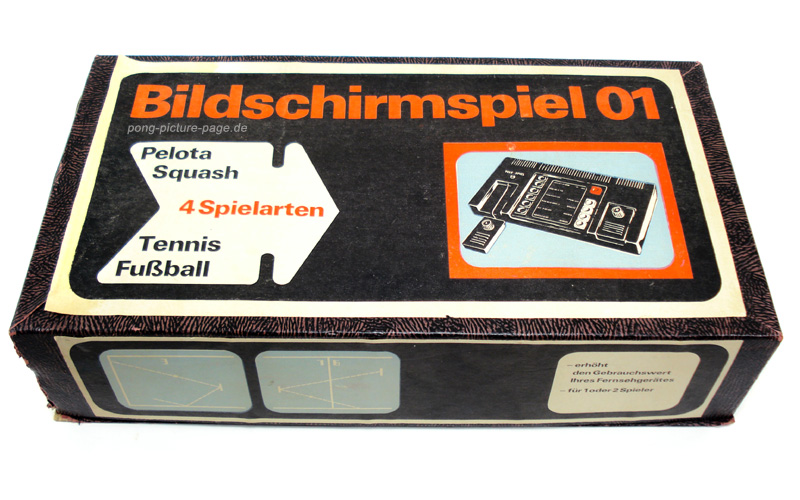 Bildschirmspiel 01
pong-picture-page.de
Pelota
Squash
4 Spielarten
Tennis
Fußball
– erhöht
den Gebrauchswert
Ihres Fernsehgerätes
– für 1 oder 2 Spieler